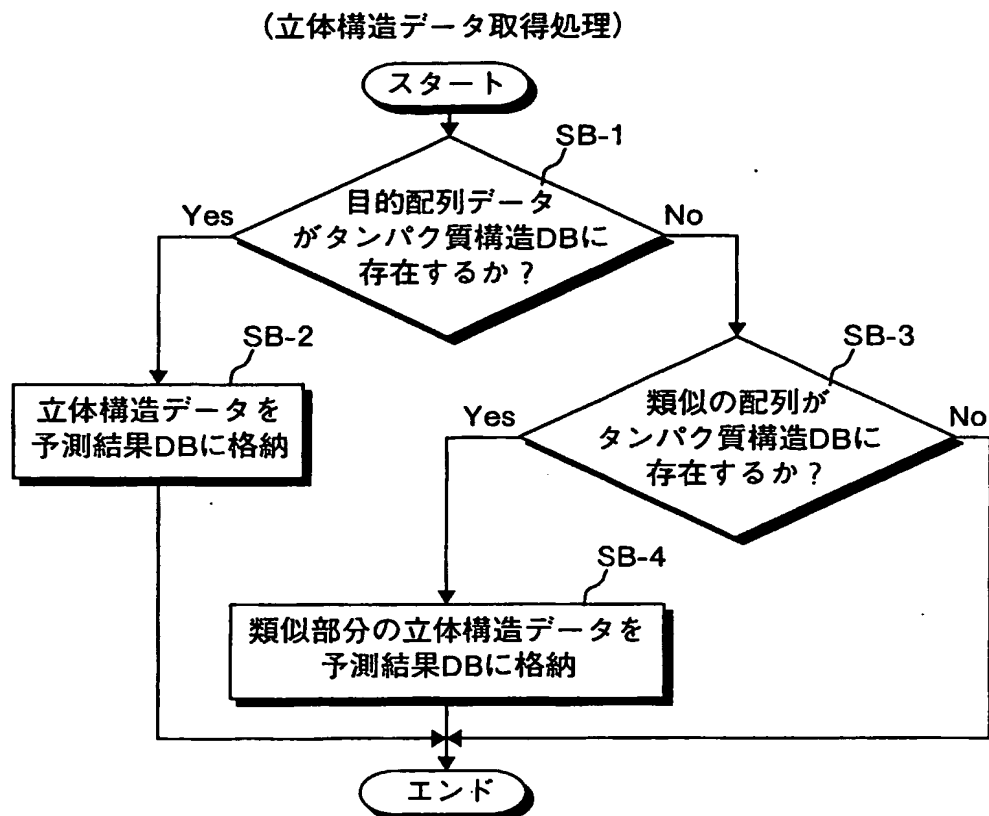 (立体構造データ取得処理)
スタート
SB-1
目的配列データ
がタンパク質構造DBに
存在するか?
Yes
No
SB-2
立体構造データを
予測結果DBに格納
SB-3
類似の配列が
タンパク質構造DBに
存在するか?
Yes
No
SB-4
類似部分の立体構造データを
予測結果DBに格納
エンド